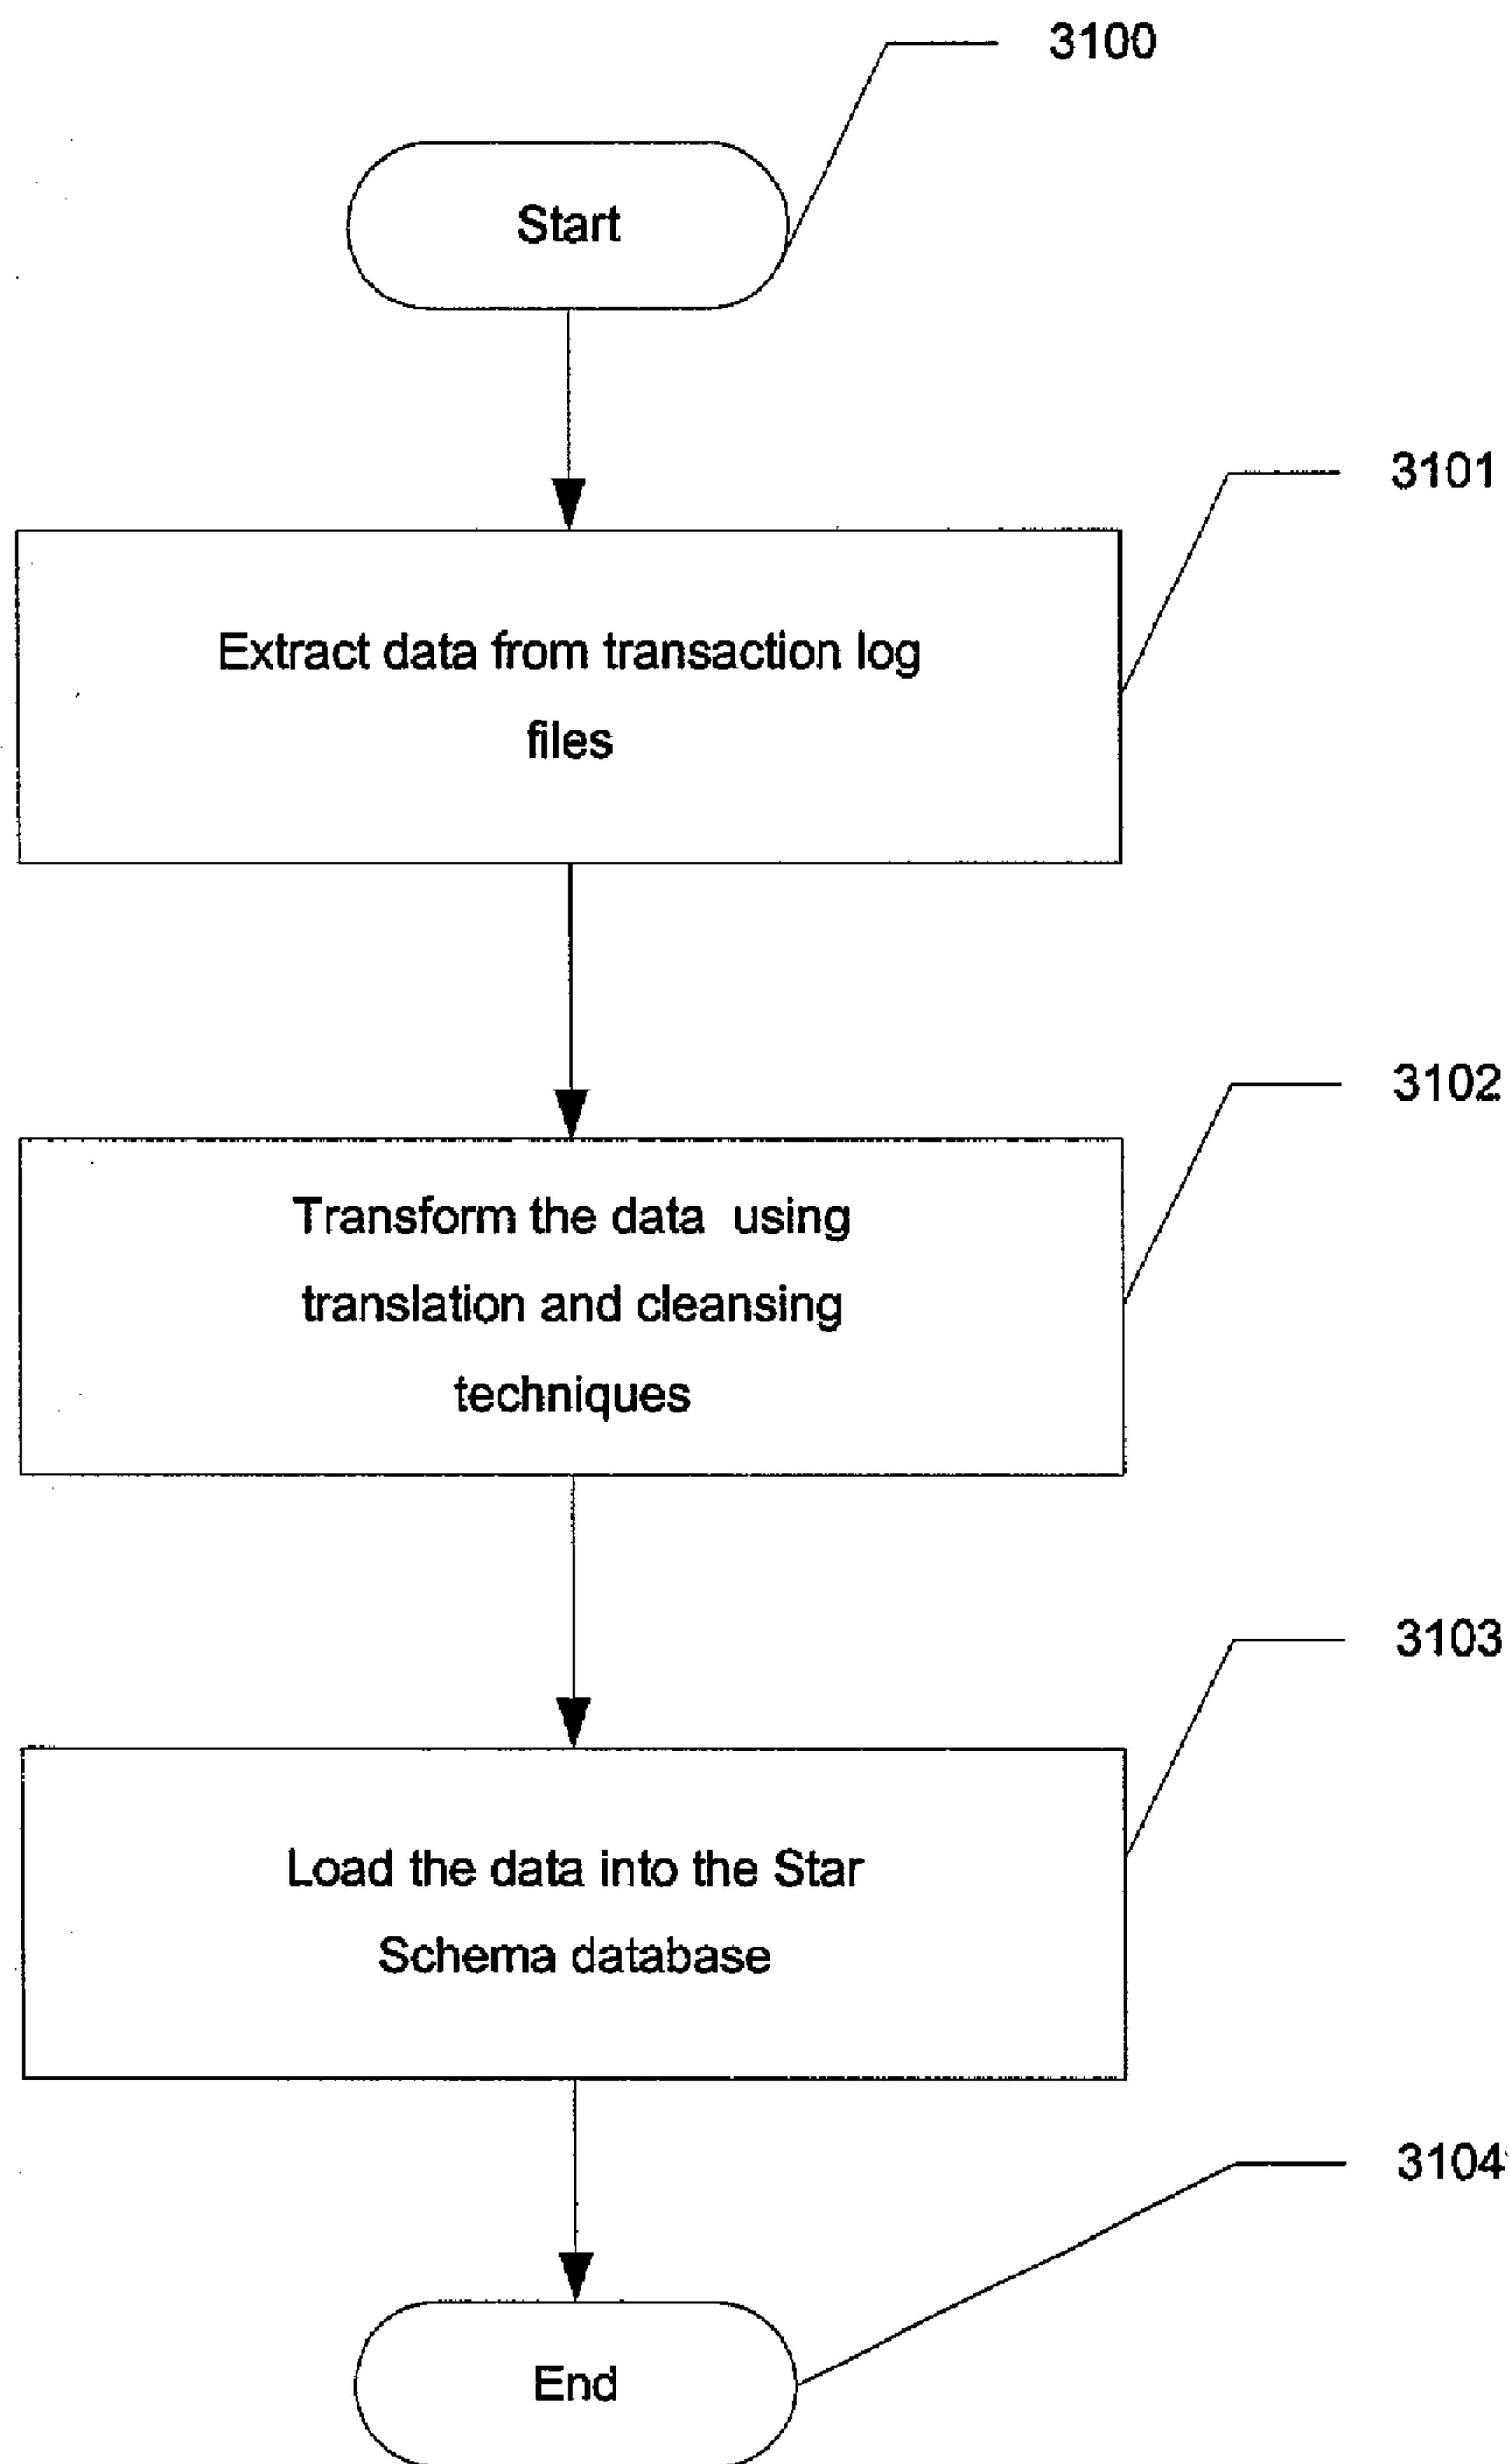 3100
Start
3101
Extract data from transaction log
files
3102
Transform the data  using
translation and cleansing
techniques
3103
Load the data into the Star
Schema database
3104
End